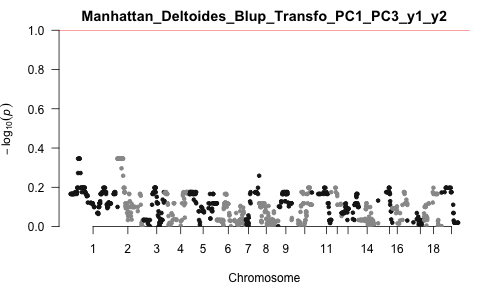 Manhattan_Deltoides_Blup_Transfo_PC1_PC3_y1_y2
1.0
0.8
0.6
0.4
0.2
0.0
− log10(p)
1 2 3 4 5 6 7 8 9 11 14 16 18
Chromosome